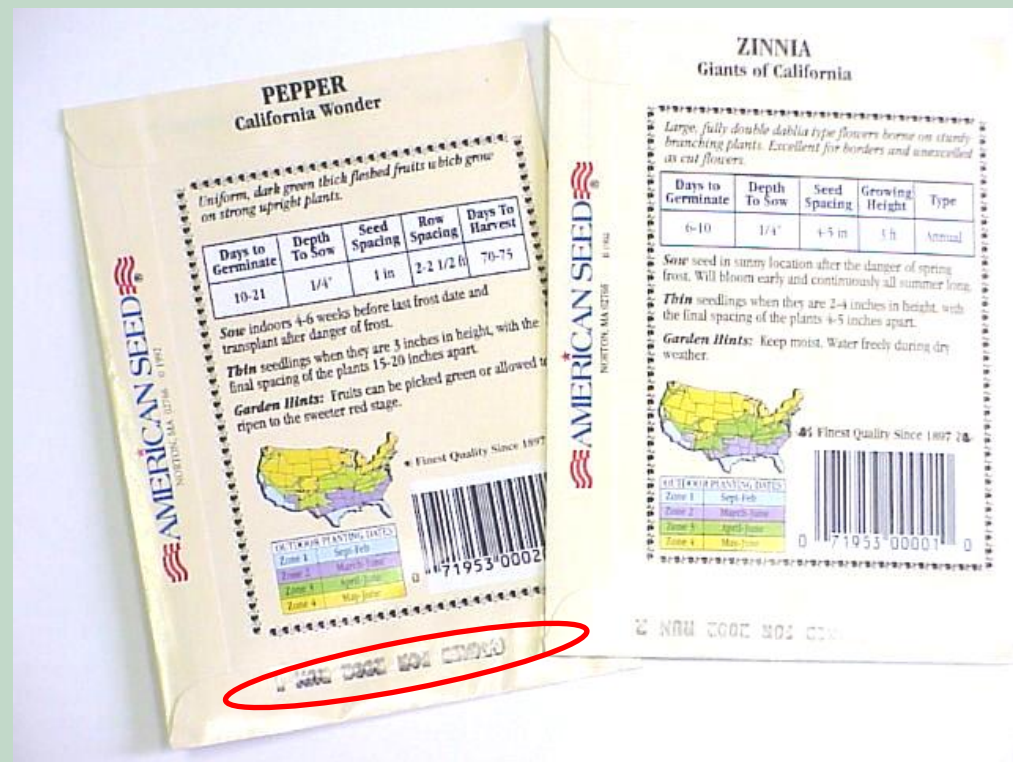 PEPPER
California Wonder
Uniform, dark green thick fleshed fruits which grow
on strong upright plants.
Days to Germinate Depth To Sow Seed Spacing Row Spacing Days To Harvest
10-21 1/4" 1 in 2-2 1/2 ft 70-75
Sow indoors 4-6 weeks before last frost date and
transplant after danger of frost.
Thin seedlings when they are 3 inches in height, with the
final spacing of the plants 15-20 inches apart.
Garden Hints: Fruits can be picked green or allowed to
ripen to the sweeter red stage.
Finest Quality Since 1897
OUTDOOR PLANTING DATES
Zone 1 Sept-Feb
Zone 2 March-June
Zone 3 April-June
Zone 4 May-June
0 71953 0002
AMERICAN SEED®
NORTON, MA 02766 © 1992
ZINNIA
Giants of California
Large, fully double dahlia type flowers borne on sturdy
branching plants. Excellent for borders and unexcelled
as cut flowers.
Days to Germinate Depth To Sow Seed Spacing Growing Height Type
6-10 1/4" 4-5 in 3 ft Annual
Sow seed in sunny location after the danger of spring
frost. Will bloom early and continuously all summer long.
Thin seedlings when they are 2-4 inches in height, with
the final spacing of the plants 4-5 inches apart.
Garden Hints: Keep moist. Water freely during dry
weather.
Finest Quality Since 1897
OUTDOOR PLANTING DATES
Zone 1 Sept-Feb
Zone 2 March-June
Zone 3 April-June
Zone 4 May-June
0 71953 00001 0
AMERICAN SEED®
NORTON, MA 02766 © 1992